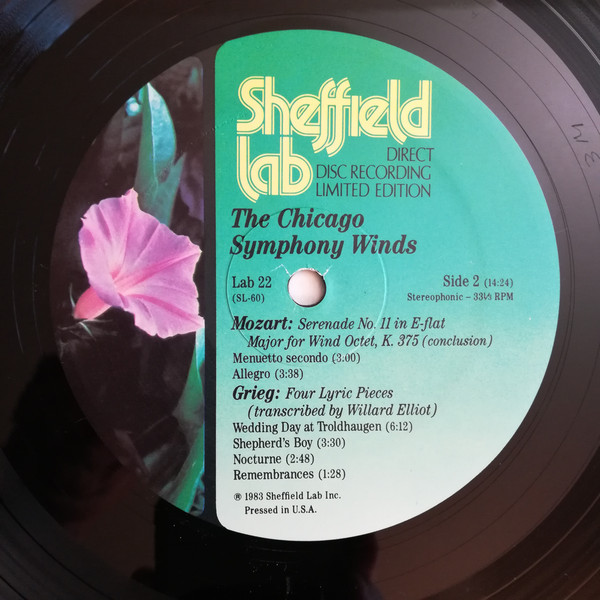 Sheffield
Lab
DIRECT
DISC RECORDING
LIMITED EDITION
The Chicago
Symphony Winds
Lab 22
(SL-60)
Side 2 (14:24)
Stereophonic – 33⅓ RPM
Mozart: Serenade No. 11 in E-flat
Major for Wind Octet, K. 375 (conclusion)
Menuetto secondo (3:00)
Allegro (3:38)
Grieg: Four Lyric Pieces
(transcribed by Willard Elliot)
Wedding Day at Troldhaugen (6:12)
Shepherd's Boy (3:30)
Nocturne (2:48)
Remembrances (1:28)
℗ 1983 Sheffield Lab Inc.
Pressed in U.S.A.